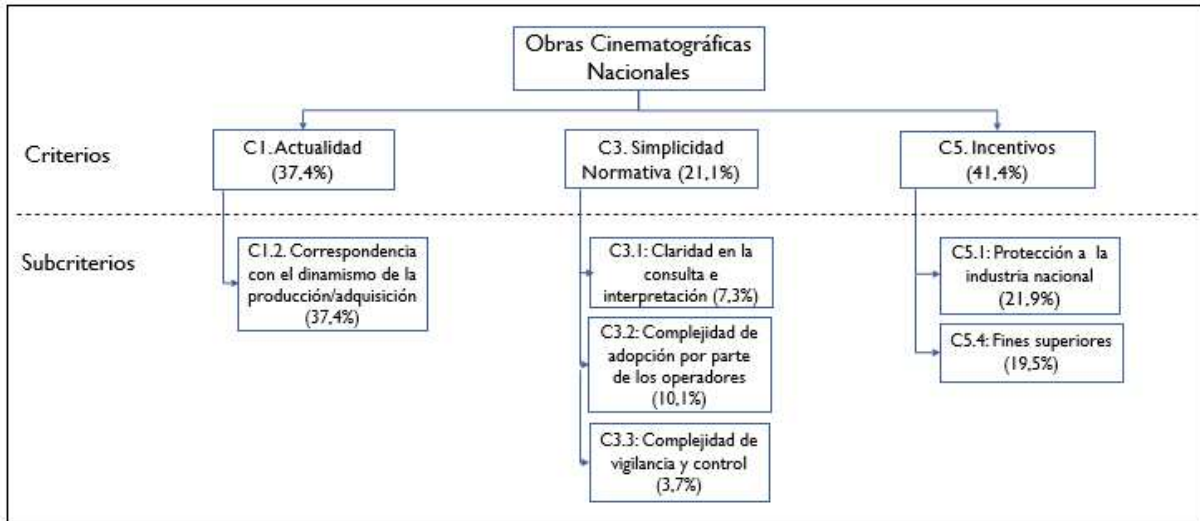 Obras Cinematográficas
Nacionales
Criterios
C1. Actualidad
(37,4%)
C3. Simplicidad
Normativa (21,1%)
C5. Incentivos
(41,4%)
Subcriterios
C1.2. Correspondencia
con el dinamismo de la
producción/adquisición
(37,4%)
C3.1: Claridad en la
consulta e
interpretación (7,3%)
C3.2: Complejidad de
adopción por parte
de los operadores
(10,1%)
C3.3: Complejidad de
vigilancia y control
(3,7%)
C5.1: Protección a la
industria nacional
(21,9%)
C5.4: Fines superiores
(19,5%)